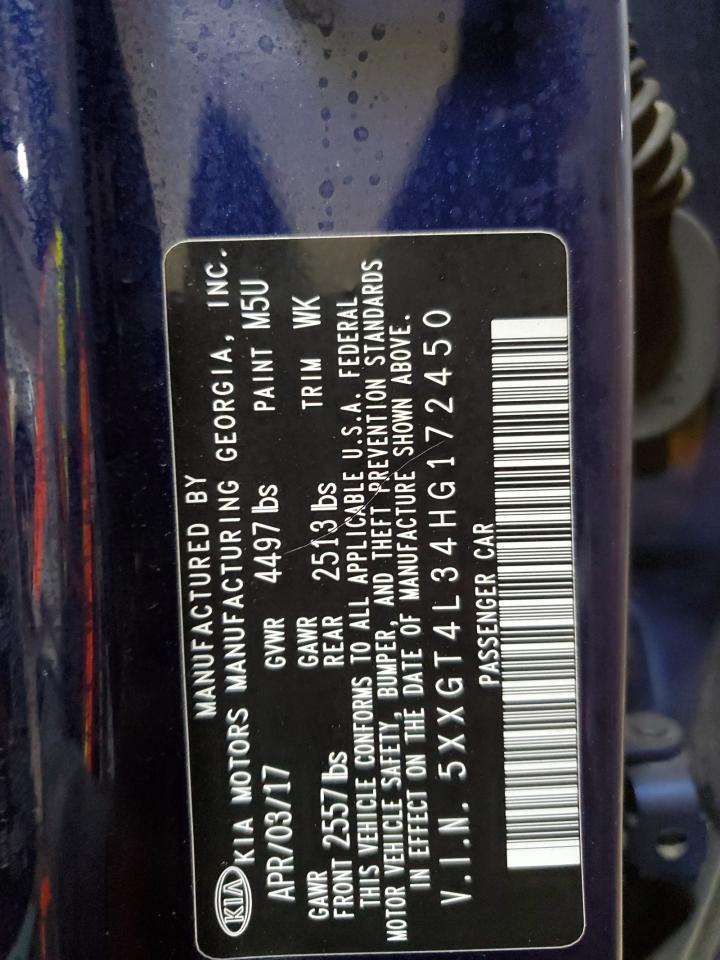 MANUFACTURED BY
KIA KIA MOTORS MANUFACTURING GEORGIA, INC.
APR/03/17 GVWR 4497 lbs PAINT M5U
GAWR GAWR
FRONT 2557 lbs REAR 2513 lbs TRIM WK
THIS VEHICLE CONFORMS TO ALL APPLICABLE U.S.A. FEDERAL
MOTOR VEHICLE SAFETY, BUMPER, AND THEFT PREVENTION STANDARDS
IN EFFECT ON THE DATE OF MANUFACTURE SHOWN ABOVE.
V.I.N. 5XXGT4L34HG172450
PASSENGER CAR